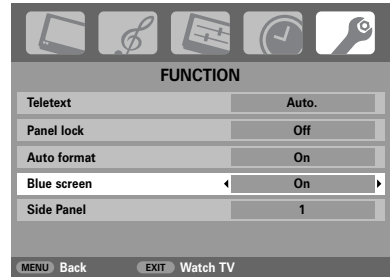 FUNCTION
Teletext Auto.
Panel lock Off
Auto format On
Blue screen On
Side Panel 1
MENU Back EXIT Watch TV